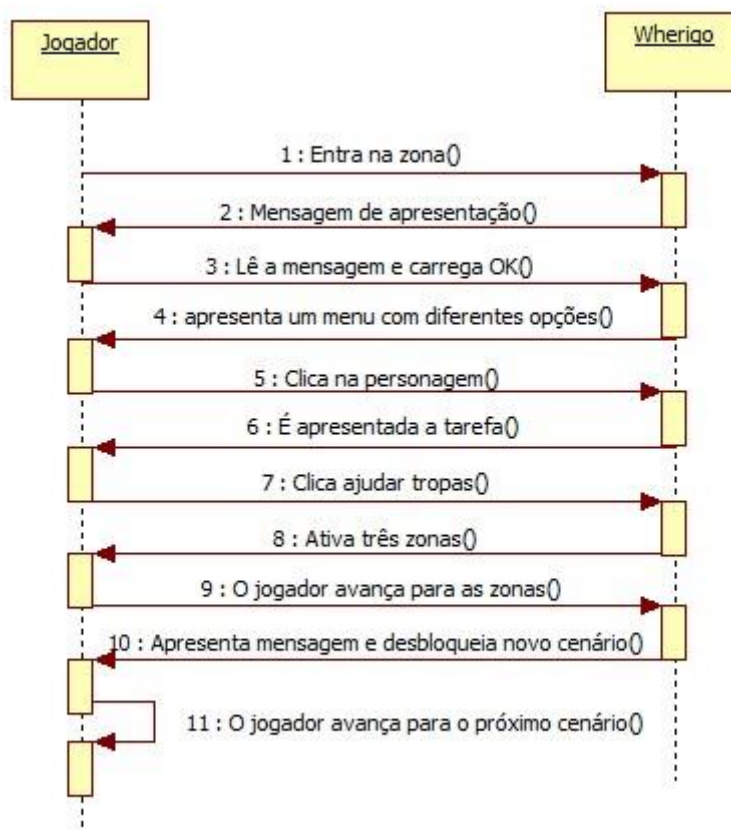 Jogador
Wherigo
1 : Entra na zona()
2 : Mensagem de apresentação()
3 : Lê a mensagem e carrega OK()
4 : apresenta um menu com diferentes opções()
5 : Clica na personagem()
6 : É apresentada a tarefa()
7 : Clica ajudar tropas()
8 : Ativa três zonas()
9 : O jogador avança para as zonas()
10 : Apresenta mensagem e desbloqueia novo cenário()
11 : O jogador avança para o próximo cenário()